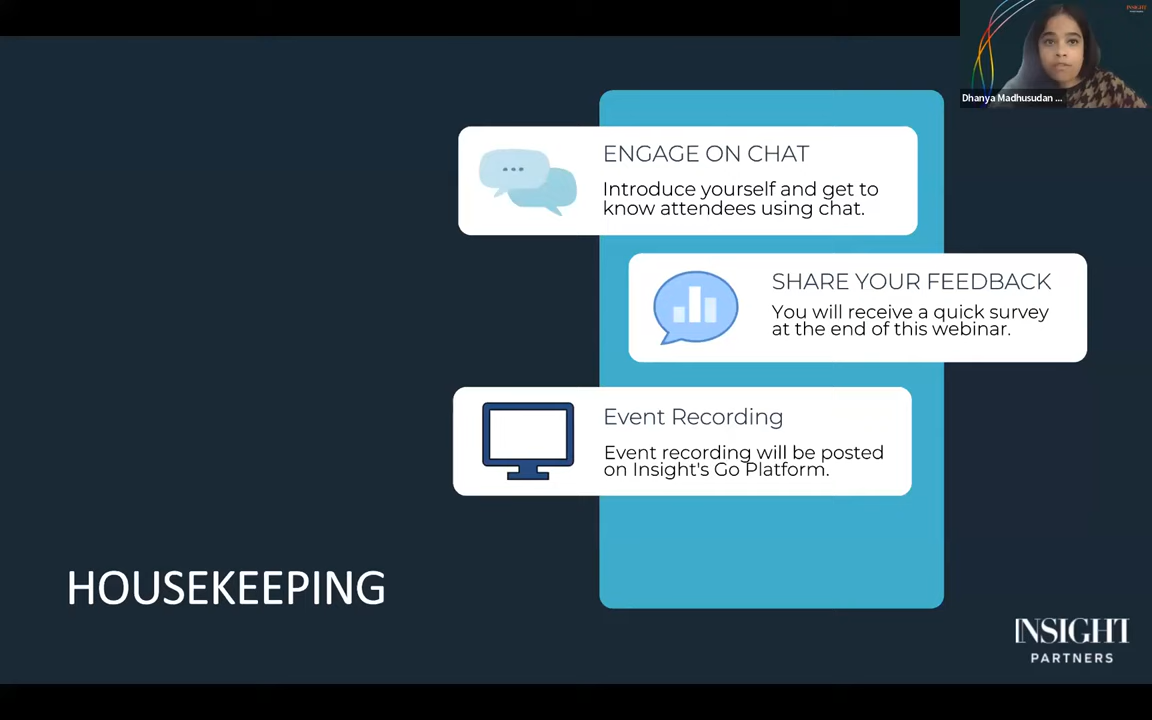 INSIGHT
PARTNERS
Dhanya Madhusudan ...
ENGAGE ON CHAT
Introduce yourself and get to
know attendees using chat.
SHARE YOUR FEEDBACK
You will receive a quick survey
at the end of this webinar.
Event Recording
Event recording will be posted
on Insight's Go Platform.
HOUSEKEEPING
INSIGHT
PARTNERS